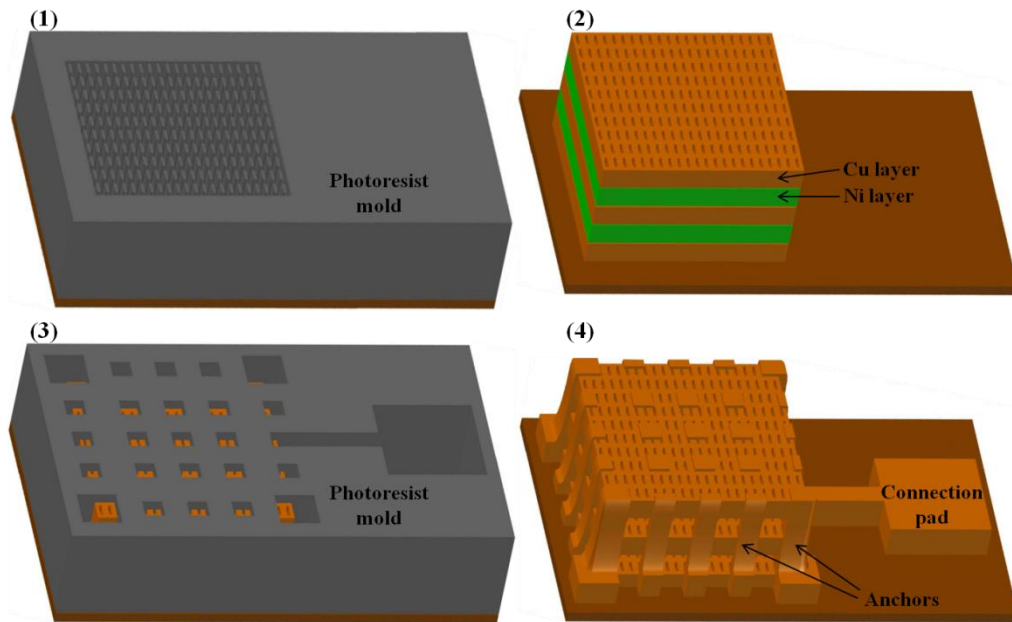 (1)
Photoresist
mold
(2)
Cu layer
Ni layer
(3)
Photoresist
mold
(4)
Connection
pad
Anchors